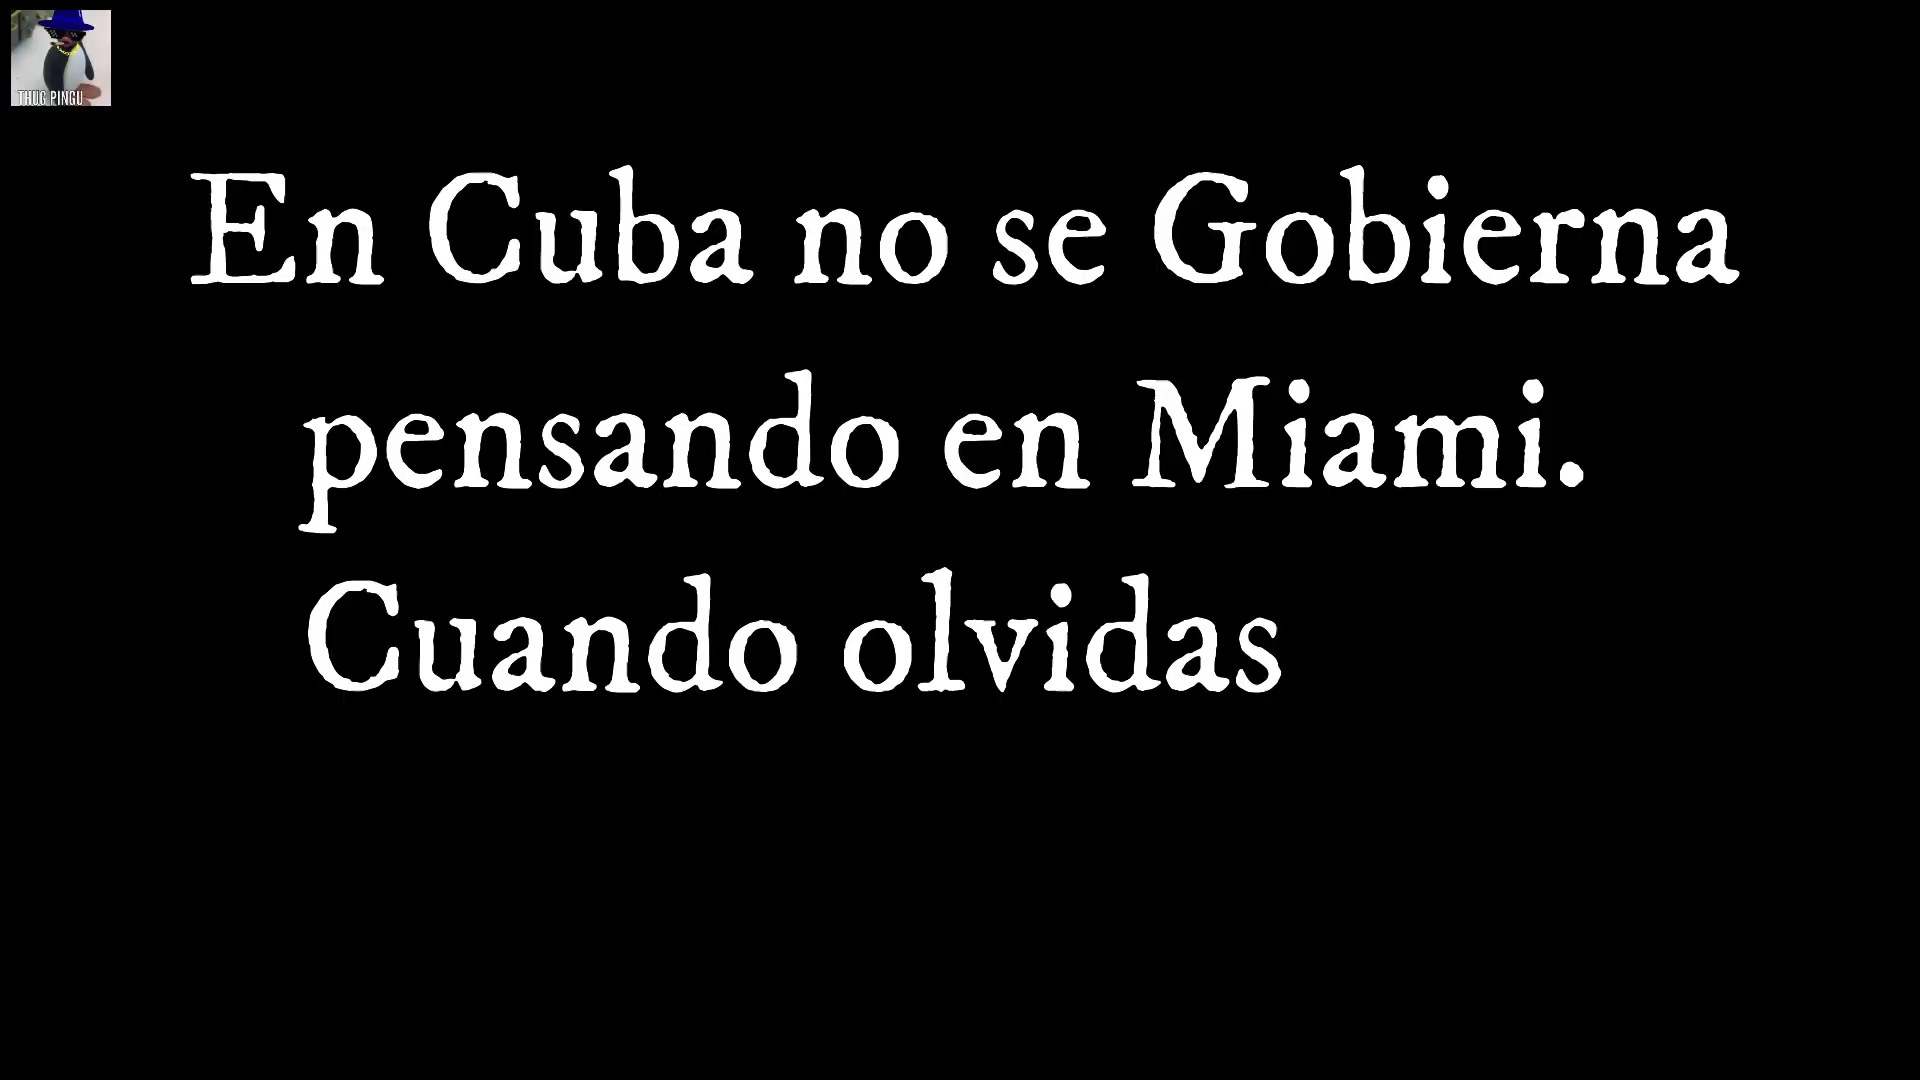 THUG PINGU
En Cuba no se Gobierna
pensando en Miami.
Cuando olvidas